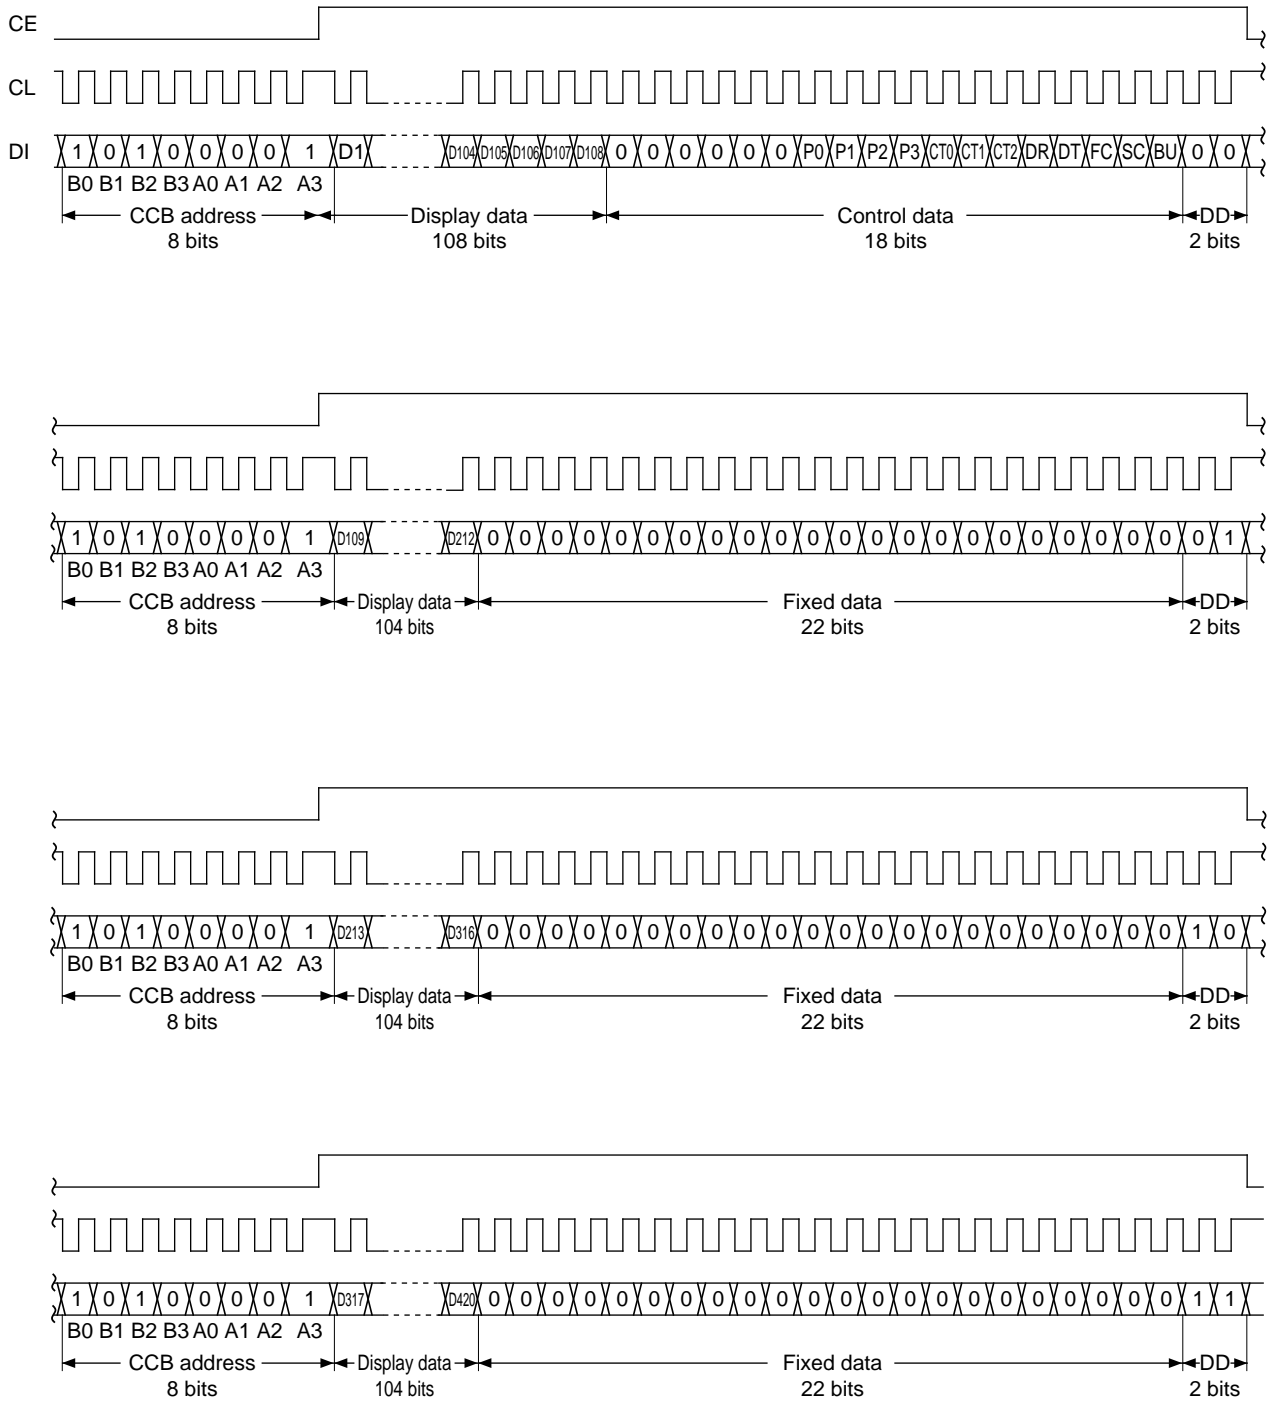 CE
CL
DI 1 0 1 0 0 0 0 1 D1 D104 D105 D106 D107 D108 0 0 0 0 0 0 P0 P1 P2 P3 CT0 CT1 CT2 DR DT FC SC BU 0 0
B0 B1 B2 B3 A0 A1 A2 A3
CCB address Display data Control data DD
8 bits 108 bits 18 bits 2 bits
1 0 1 0 0 0 0 1 D109 D212 0 0 0 0 0 0 0 0 0 0 0 0 0 0 0 0 0 0 0 0 0 0 0 1
B0 B1 B2 B3 A0 A1 A2 A3
CCB address Display data Fixed data DD
8 bits 104 bits 22 bits 2 bits
1 0 1 0 0 0 0 1 D213 D316 0 0 0 0 0 0 0 0 0 0 0 0 0 0 0 0 0 0 0 0 0 0 1 0
B0 B1 B2 B3 A0 A1 A2 A3
CCB address Display data Fixed data DD
8 bits 104 bits 22 bits 2 bits
1 0 1 0 0 0 0 1 D317 D420 0 0 0 0 0 0 0 0 0 0 0 0 0 0 0 0 0 0 0 0 0 0 1 1
B0 B1 B2 B3 A0 A1 A2 A3
CCB address Display data Fixed data DD
8 bits 104 bits 22 bits 2 bits